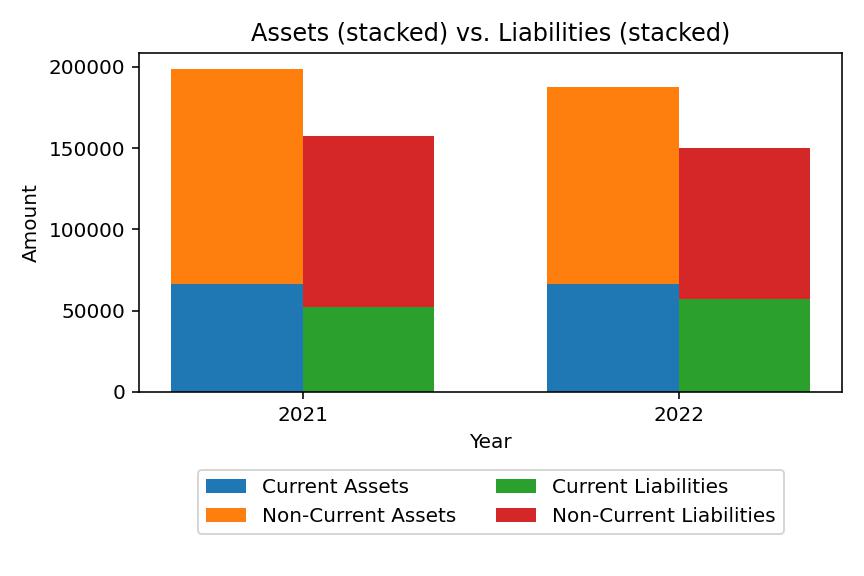 Assets (stacked) vs. Liabilities (stacked)
200000
150000
100000
50000
0
Amount
2021
2022
Year
Current Assets
Non-Current Assets
Current Liabilities
Non-Current Liabilities